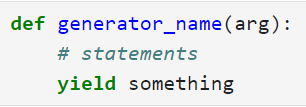 def generator_name(arg):
    # statements
    yield something